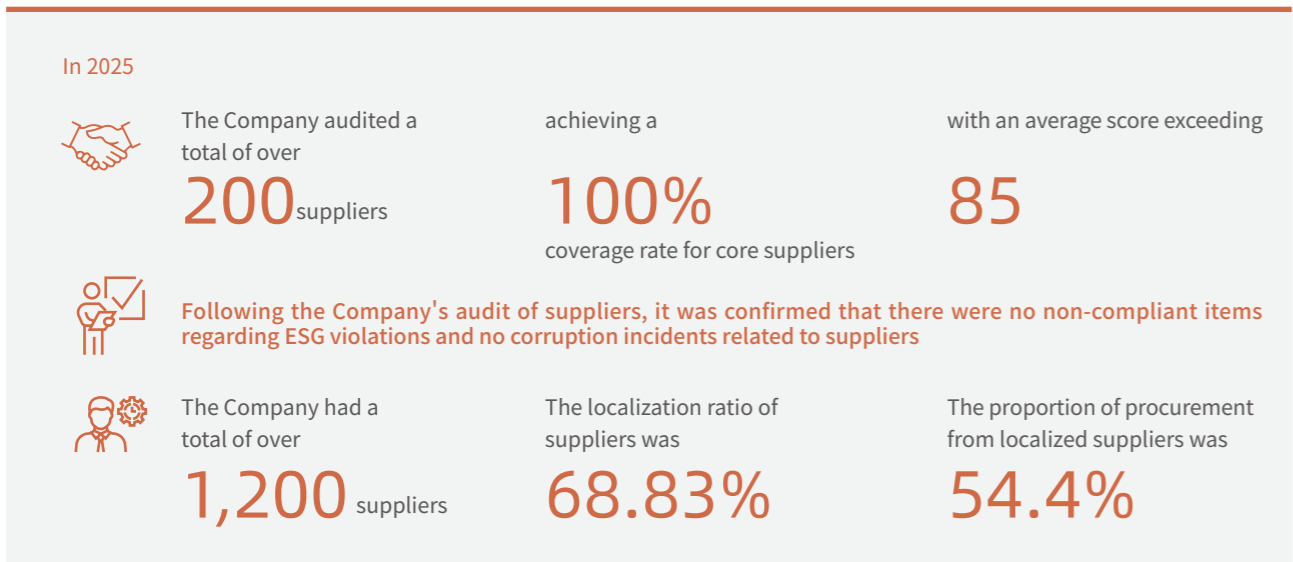 In 2025
The Company audited a
total of over
200 suppliers
achieving a
100%
coverage rate for core suppliers
with an average score exceeding
85
Following the Company's audit of suppliers, it was confirmed that there were no non-compliant items
regarding ESG violations and no corruption incidents related to suppliers
The Company had a
total of over
1,200 suppliers
The localization ratio of
suppliers was
68.83%
The proportion of procurement
from localized suppliers was
54.4%